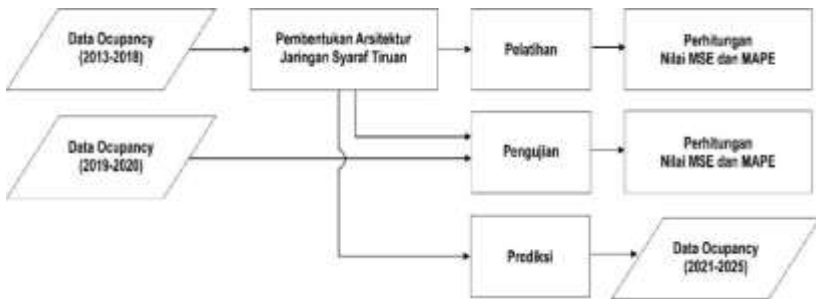 Data Ocupancy
(2013-2018)
Pembentukan Arsitektur
Jaringan Syaraf Tiruan
Pelatihan
Perhitungan
Nilai MSE dan MAPE
Data Ocupancy
(2019-2020)
Pengujian
Perhitungan
Nilai MSE dan MAPE
Prediksi
Data Ocupancy
(2021-2025)